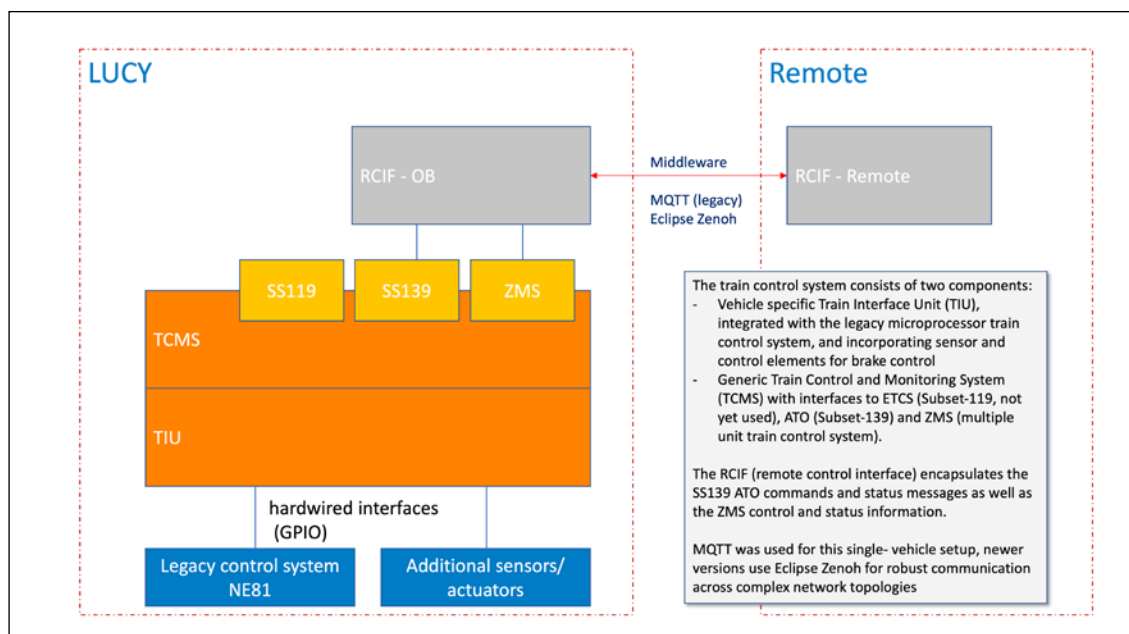 LUCY
Remote
RCIF - OB
Middleware
MQTT (legacy)
Eclipse Zenoh
RCIF - Remote
SS119
SS139
ZMS
TCMS
TIU
hardwired interfaces
(GPIO)
Legacy control system
NE81
Additional sensors/
actuators
The train control system consists of two components:
- Vehicle specific Train Interface Unit (TIU),
integrated with the legacy microprocessor train
control system, and incorporating sensor and
control elements for brake control
- Generic Train Control and Monitoring System
(TCMS) with interfaces to ETCS (Subset-119, not
yet used), ATO (Subset-139) and ZMS (multiple
unit train control system).
The RCIF (remote control interface) encapsulates the
SS139 ATO commands and status messages as well as
the ZMS control and status information.
MQTT was used for this single- vehicle setup, newer
versions use Eclipse Zenoh for robust communication
across complex network topologies